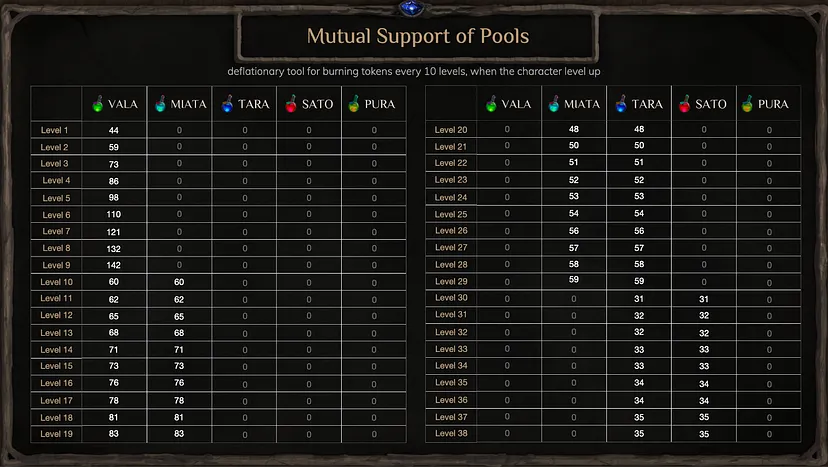 Mutual Support of Pools
deflationary tool for burning tokens every 10 levels, when the character level up
VALA MIATA TARA SATO PURA
Level 1 44 0 0 0 0
Level 2 59 0 0 0 0
Level 3 73 0 0 0 0
Level 4 86 0 0 0 0
Level 5 98 0 0 0 0
Level 6 110 0 0 0 0
Level 7 121 0 0 0 0
Level 8 132 0 0 0 0
Level 9 142 0 0 0 0
Level 10 60 60 0 0 0
Level 11 62 62 0 0 0
Level 12 65 65 0 0 0
Level 13 68 68 0 0 0
Level 14 71 71 0 0 0
Level 15 73 73 0 0 0
Level 16 76 76 0 0 0
Level 17 78 78 0 0 0
Level 18 81 81 0 0 0
Level 19 83 83 0 0 0
VALA MIATA TARA SATO PURA
Level 20 0 48 48 0 0
Level 21 0 50 50 0 0
Level 22 0 51 51 0 0
Level 23 0 52 52 0 0
Level 24 0 53 53 0 0
Level 25 0 54 54 0 0
Level 26 0 56 56 0 0
Level 27 0 57 57 0 0
Level 28 0 58 58 0 0
Level 29 0 59 59 0 0
Level 30 0 0 31 31 0
Level 31 0 0 32 32 0
Level 32 0 0 32 32 0
Level 33 0 0 33 33 0
Level 34 0 0 33 33 0
Level 35 0 0 34 34 0
Level 36 0 0 34 34 0
Level 37 0 0 35 35 0
Level 38 0 0 35 35 0